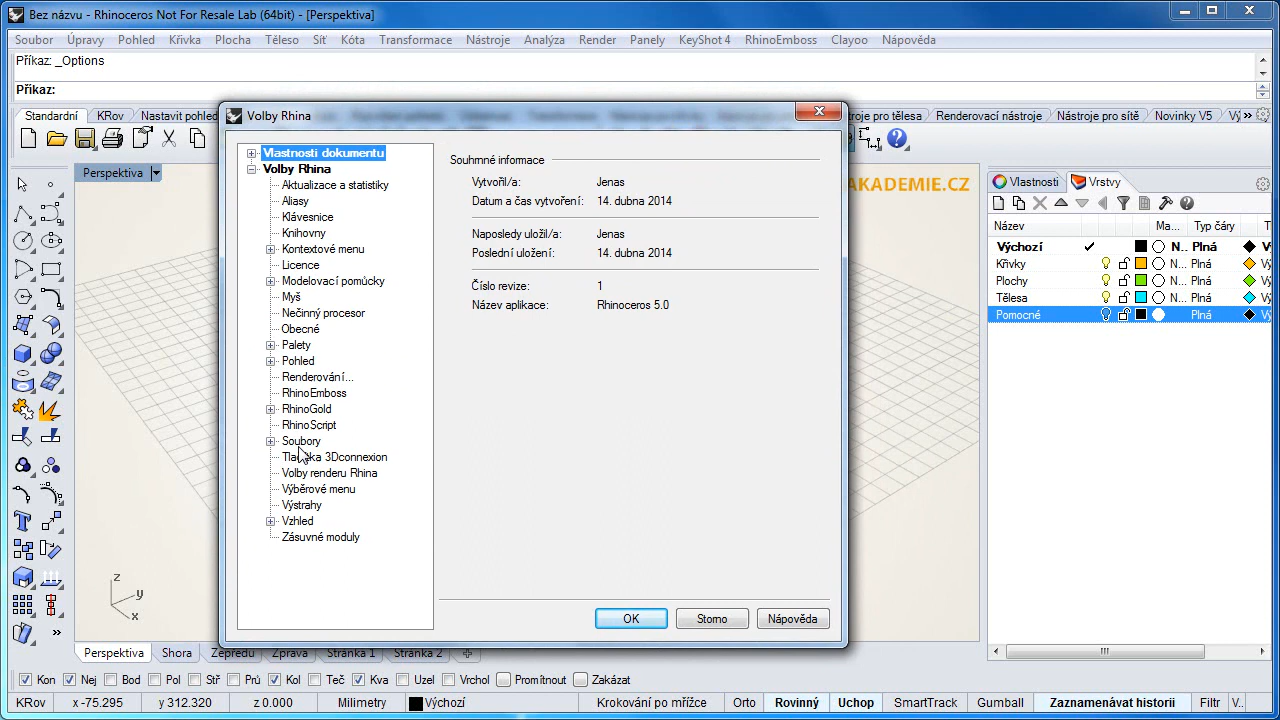 Bez názvu - Rhinoceros Not For Resale Lab (64bit) - [Perspektiva]
Soubor Úpravy Pohled Křivka Plocha Těleso Síť Kóta Transformace Nástroje Analýza Render Panely KeyShot 4 RhinoEmboss Clayoo Nápověda
Příkaz: _Options
Příkaz:
Standardní KRov Nastavit pohled
je pro tělesa Renderovací nástroje Nástroje pro sítě Novinky V5 Vý »
Volby Rhina
Perspektiva
AKADEMIE.CZ
Vlastnosti dokumentu
Volby Rhina
Aktualizace a statistiky
Aliasy
Klávesnice
Knihovny
Kontextové menu
Licence
Modelovací pomůcky
Myš
Nečinný procesor
Obecné
Palety
Pohled
Renderování...
RhinoEmboss
RhinoGold
RhinoScript
Soubory
3Dconnexion
Volby renderu Rhina
Výběrové menu
Výstrahy
Vzhled
Zásuvné moduly
Souhrnné informace
Vytvořil/a: Jenas
Datum a čas vytvoření: 14. dubna 2014
Naposledy uložil/a: Jenas
Poslední uložení: 14. dubna 2014
Číslo revize: 1
Název aplikace: Rhinoceros 5.0
OK Storno Nápověda
Vlastnosti Vrstvy
Název Ma... Typ čáry T
Výchozí N... Plná V
Křivky N... Plná Vý
Plochy N... Plná Vý
Tělesa N... Plná Vý
Pomocné Plná Vý
z
y
x
»
Perspektiva Shora Zepředu Zprava Stránka 1 Stránka 2
Kon Nej Bod Pol Stř Prů Kol Teč Kva Uzel Vrchol Promítnout Zakázat
KRov x -75.295 y 312.320 z 0.000 Milimetry Výchozí Krokování po mřížce Orto Rovinný Uchop SmartTrack Gumball Zaznamenávat historii Filtr V..